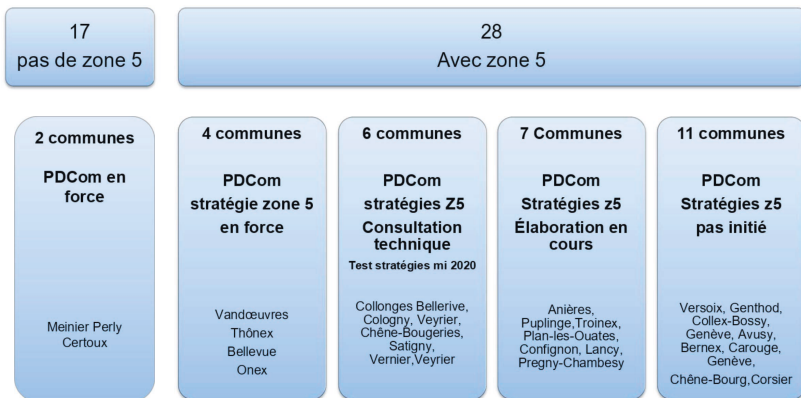 17
pas de zone 5
28
Avec zone 5
2 communes
PDCom en
force
Meinier Perly
Certoux
4 communes
PDCom
stratégie zone 5
en force
Vandœuvres
Thônex
Bellevue
Onex
6 communes
PDCom
stratégies Z5
Consultation
technique
Test stratégies mi 2020
Collonges Bellerive,
Cologny, Veyrier,
Chêne-Bougeries,
Satigny,
Vernier,Veyrier
7 Communes
PDCom
Stratégies z5
Élaboration en
cours
Anières,
Puplinge,Troinex,
Plan-les-Ouates,
Confignon, Lancy,
Pregny-Chambesy
11 communes
PDCom
Stratégies z5
pas initié
Versoix, Genthod,
Collex-Bossy,
Genève, Avusy,
Bernex, Carouge,
Genève,
Chêne-Bourg,Corsier